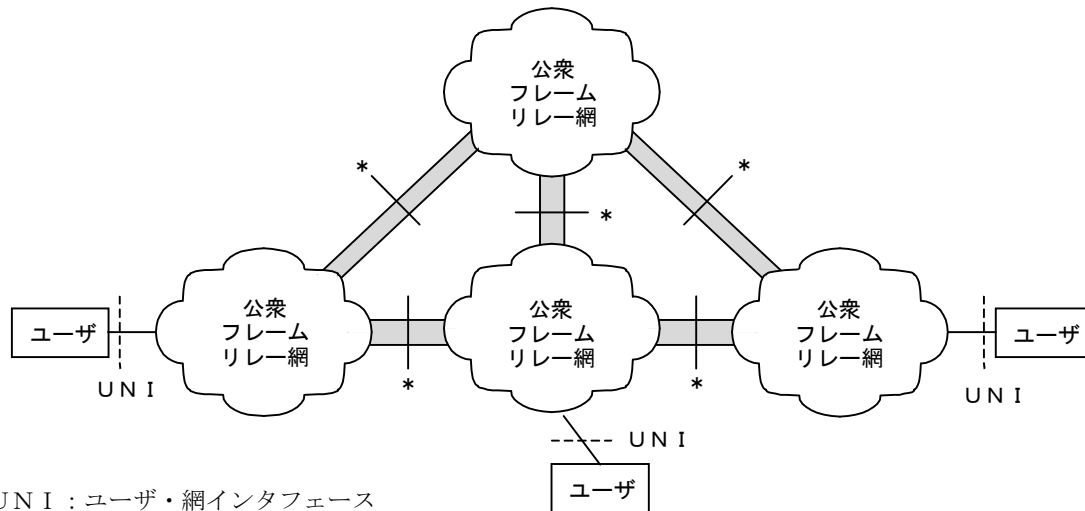 公衆
フレーム
リレー網
*
*
*
公衆
フレーム
リレー網
公衆
フレーム
リレー網
公衆
フレーム
リレー網
ユーザ
ユーザ
*
*
ＵＮＩ
ＵＮＩ
ＵＮＩ
ユーザ
ＵＮＩ：ユーザ・網インタフェース